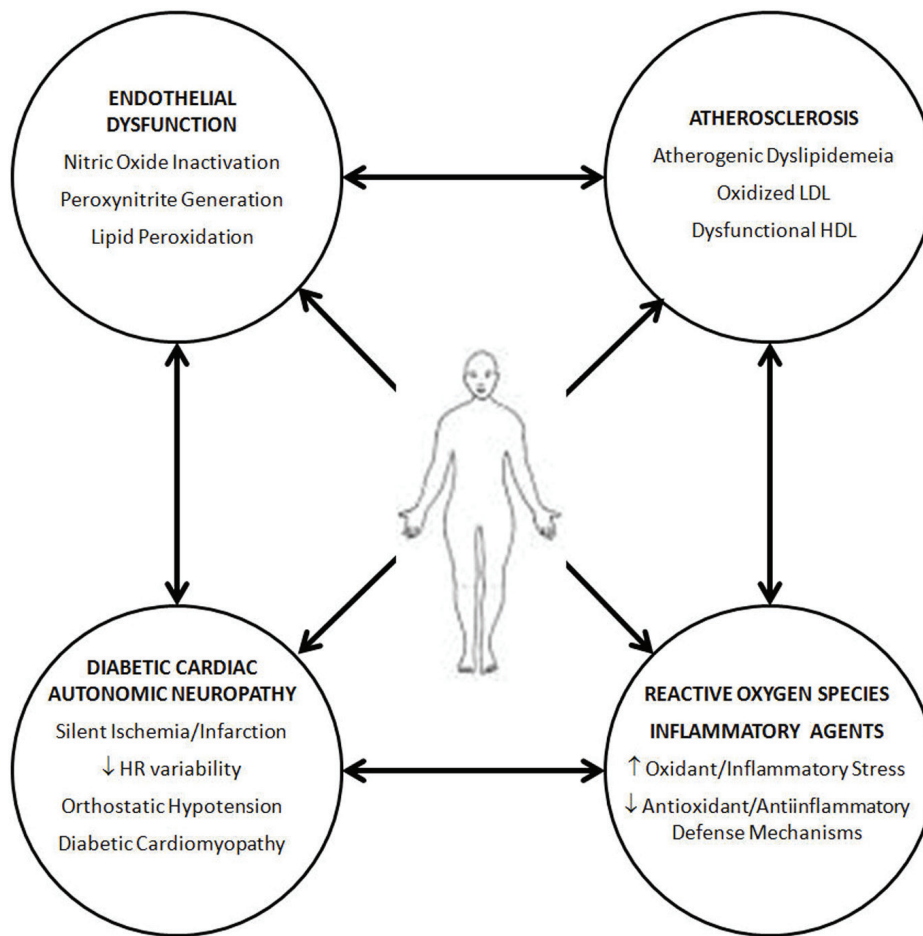 ENDOTHELIAL
DYSFUNCTION
Nitric Oxide Inactivation
Peroxynitrite Generation
Lipid Peroxidation
ATHEROSCLEROSIS
Atherogenic Dyslipidemeia
Oxidized LDL
Dysfunctional HDL
DIABETIC CARDIAC
AUTONOMIC NEUROPATHY
Silent Ischemia/Infarction
↓ HR variability
Orthostatic Hypotension
Diabetic Cardiomyopathy
REACTIVE OXYGEN SPECIES
INFLAMMATORY AGENTS
↑ Oxidant/Inflammatory Stress
↓ Antioxidant/Antiinflammatory
Defense Mechanisms